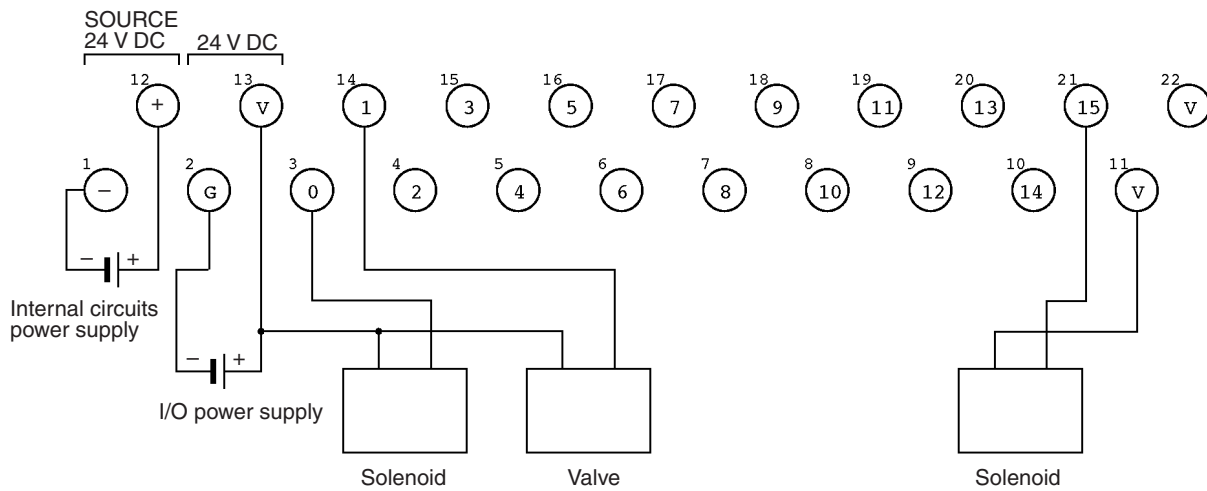 SOURCE
24 V DC
24 V DC
12 13 14 15 16 17 18 19 20 21 22
+ V 1 3 5 7 9 11 13 15 V
1 2 3 4 5 6 7 8 9 10 11
− G 0 2 4 6 8 10 12 14 V
− +
Internal circuits
power supply
− +
I/O power supply
Solenoid
Valve
Solenoid